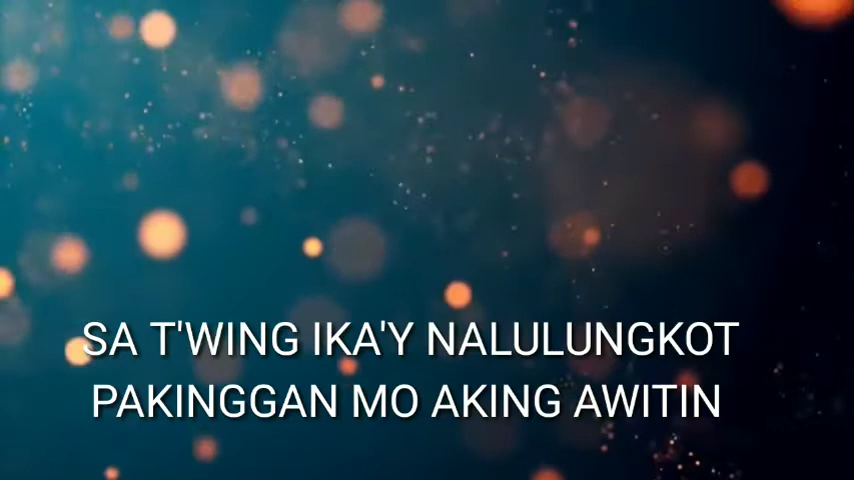 SA T'WING IKA'Y NALULUNGKOT
PAKINGGAN MO AKING AWITIN